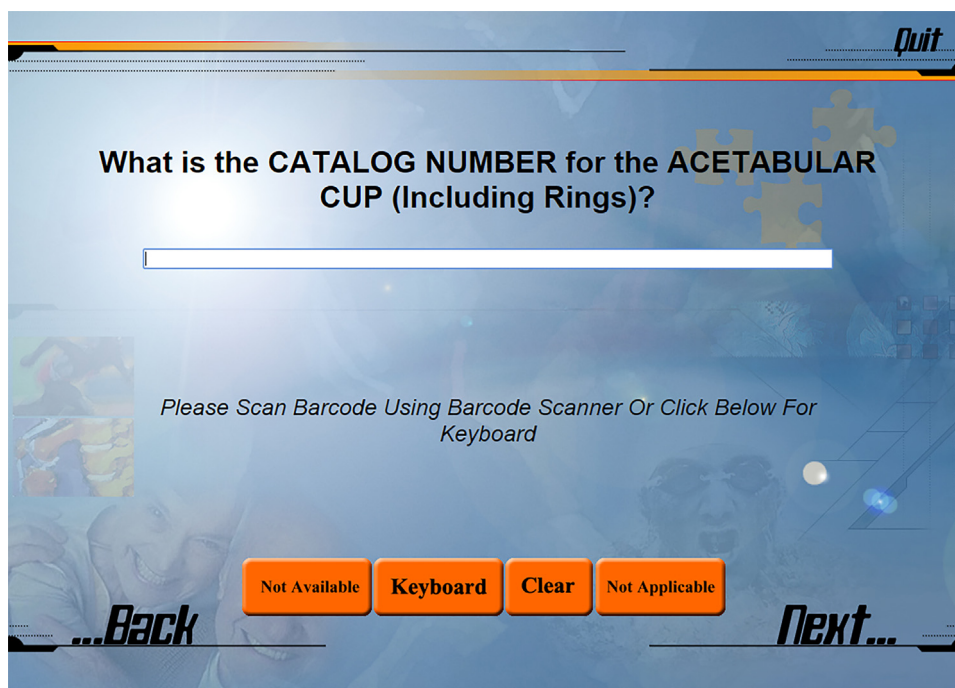 Quit
What is the CATALOG NUMBER for the ACETABULAR
CUP (Including Rings)?
Please Scan Barcode Using Barcode Scanner Or Click Below For
Keyboard
Not Available Keyboard Clear Not Applicable
...Back Next...